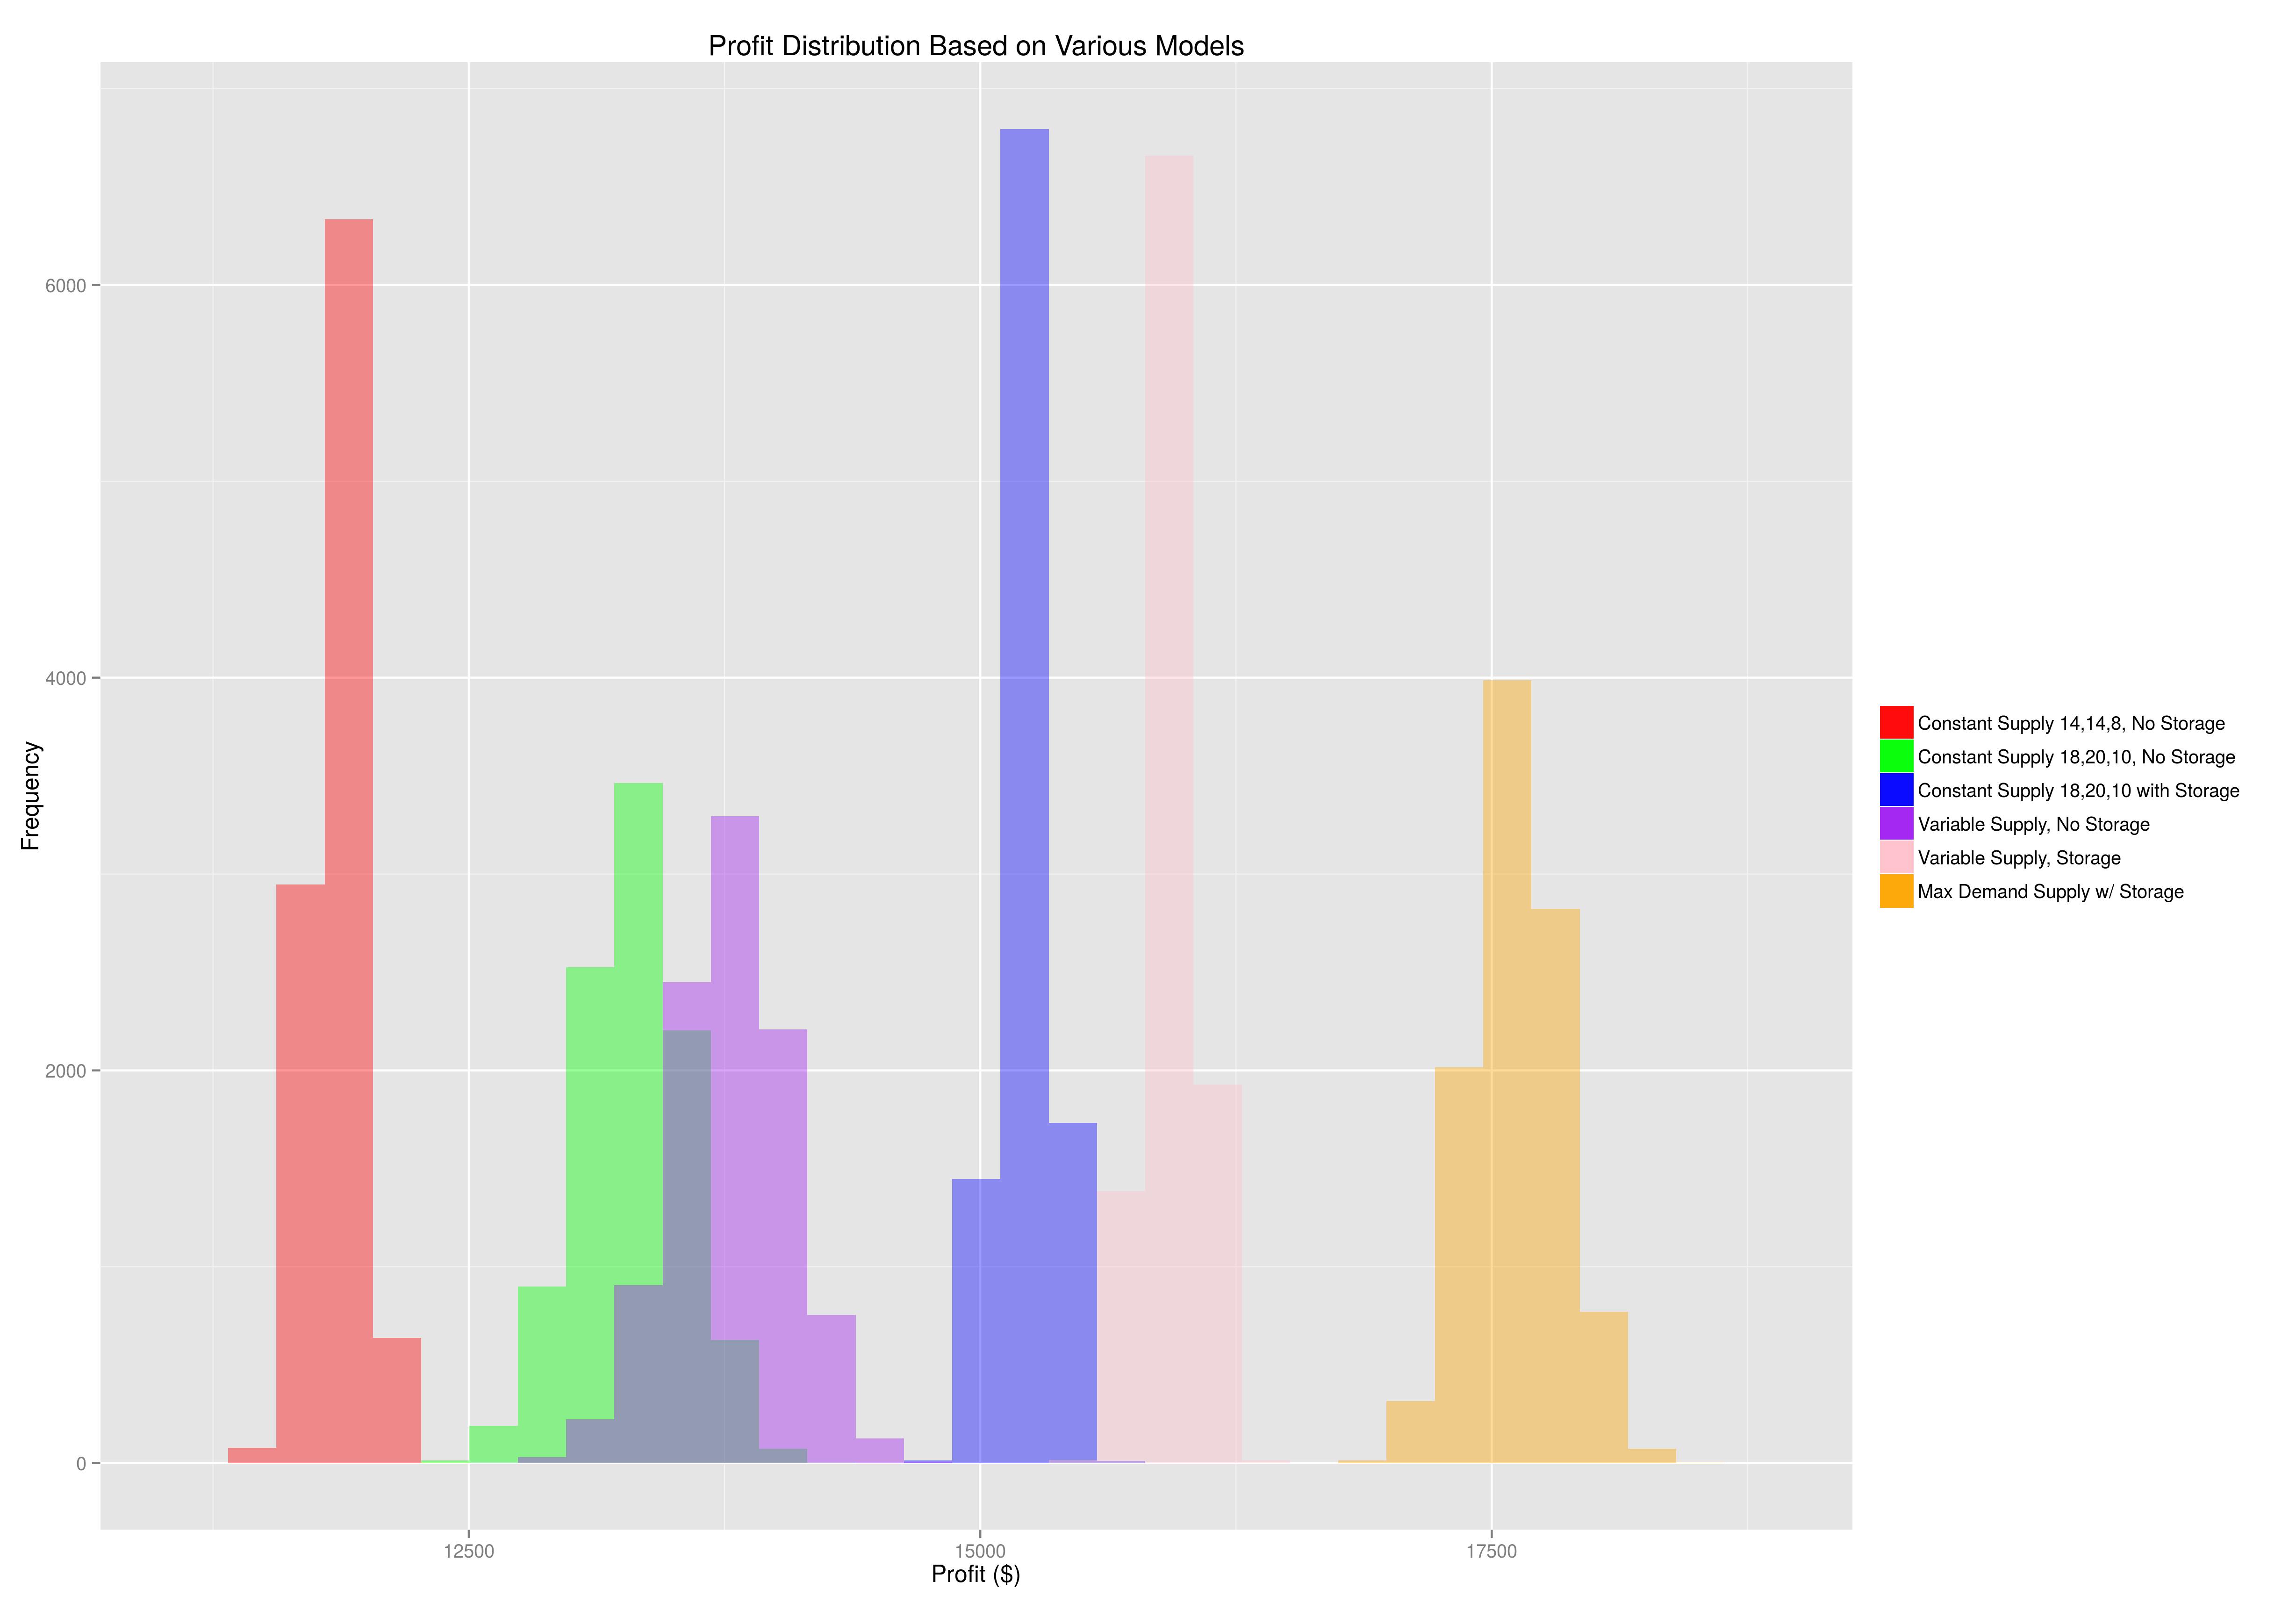 Profit Distribution Based on Various Models
Frequency
6000
4000
2000
0
12500
15000
17500
Profit ($)
Constant Supply 14,14,8, No Storage
Constant Supply 18,20,10, No Storage
Constant Supply 18,20,10 with Storage
Variable Supply, No Storage
Variable Supply, Storage
Max Demand Supply w/ Storage